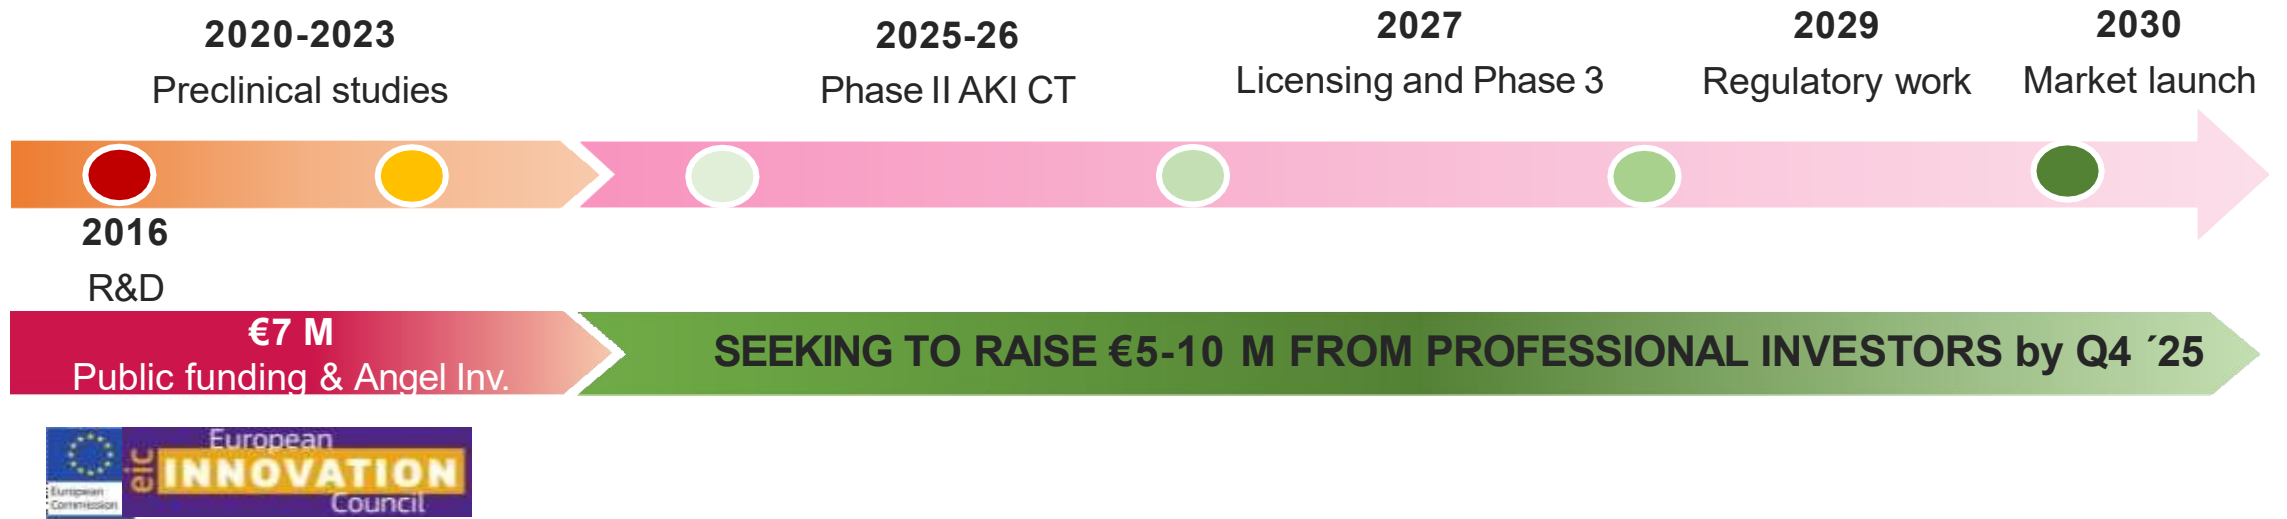 2020-2023
Preclinical studies
2025-26
Phase II AKI CT
2027
Licensing and Phase 3
2029
Regulatory work
2030
Market launch
2016
R&D
€7 M
Public funding & Angel Inv.
SEEKING TO RAISE €5-10 M FROM PROFESSIONAL INVESTORS by Q4 ´25
European
eic INNOVATION
Council
European
Commission